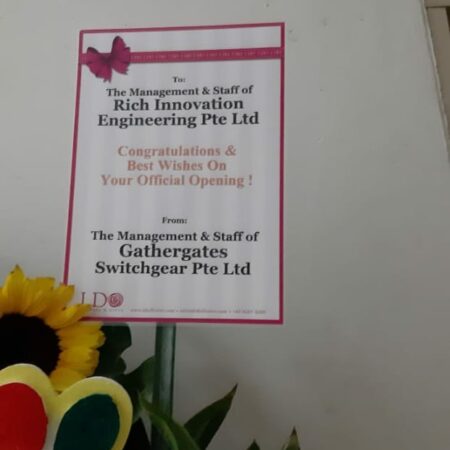 To:
The Management & Staff of
Rich Innovation
Engineering Pte Ltd
Congratulations &
Best Wishes On
Your Official Opening !
From:
The Management & Staff of
Gathergates
Switchgear Pte Ltd